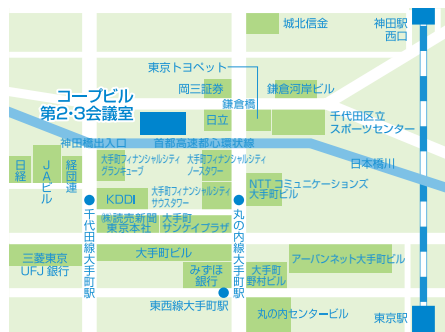 城北信金
神田駅
西口
東京トヨペット
岡三証券
鎌倉河岸ビル
コープビル
第2・3会議室
鎌倉橋
日立
千代田区立
スポーツセンター
神田橋出入口
首都高速都心環状線
日本橋川
日経
JAビル
経団連
大手町フィナンシャルシティ
グランキューブ
大手町フィナンシャルシティ
ノースタワー
KDDI
大手町フィナンシャルシティ
サウスタワー
NTTコミュニケーションズ
大手町ビル
千代田線大手町駅
㈱読売新聞
東京本社
大手町
サンケイプラザ
丸の内線大手町駅
三菱東京
UFJ銀行
大手町ビル
みずほ
銀行
大手町
野村ビル
アーバンネット大手町ビル
東西線大手町駅
丸の内センタービル
東京駅